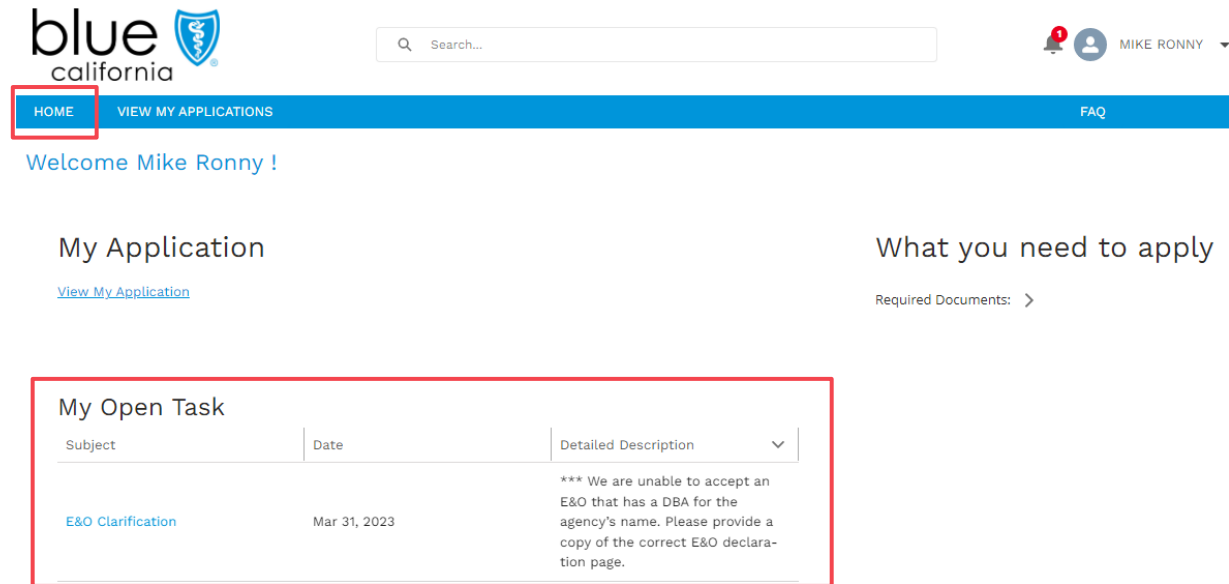 blue
california
Search...
1
MIKE RONNY
HOME
VIEW MY APPLICATIONS
FAQ
Welcome Mike Ronny !
My Application
What you need to apply
View My Application
Required Documents:
My Open Task
Subject
Date
Detailed Description
E&O Clarification
Mar 31, 2023
*** We are unable to accept an
E&O that has a DBA for the
agency's name. Please provide a
copy of the correct E&O declara-
tion page.